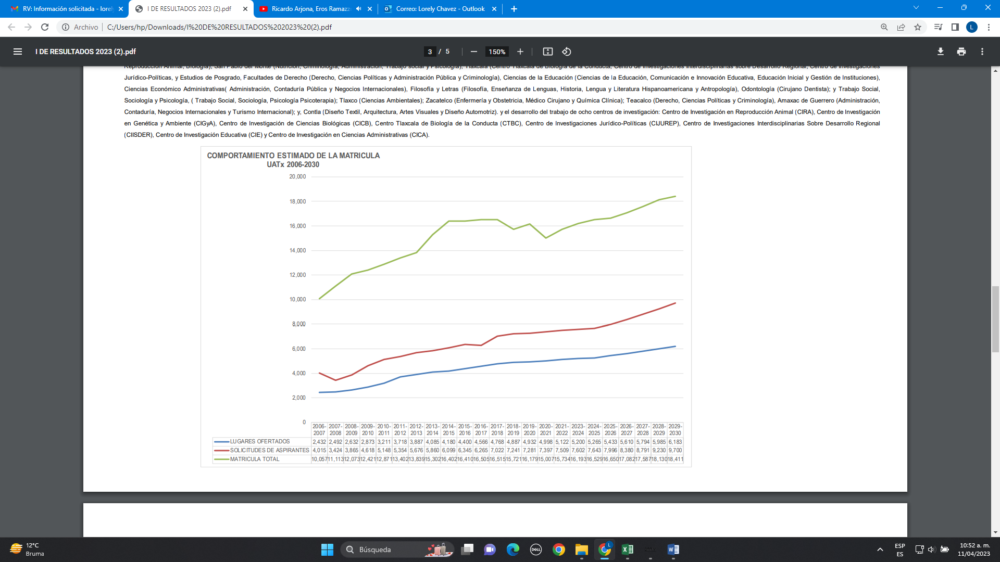 RV: Información solicitada - lorel
I DE RESULTADOS 2023 (2).pdf
Ricardo Arjona, Eros Ramazz
Correo: Lorely Chavez - Outlook
Archivo
C:/Users/hp/Downloads/I%20DE%20RESULTADOS%202023%20(2).pdf
L
I DE RESULTADOS 2023 (2).pdf
3 / 5
150%
Reproducción Animal, Biología), San Pablo del Monte (Nutrición, Criminología, Administración, Trabajo social y Psicología), Tlaxcala (Centro Tlaxcala de Biología de la Conducta, Centro de Investigaciones Interdisciplinarias sobre Desarrollo Regional, Centro de Investigaciones
Jurídico-Políticas, y Estudios de Posgrado, Facultades de Derecho (Derecho, Ciencias Políticas y Administración Pública y Criminología), Ciencias de la Educación (Ciencias de la Educación, Comunicación e Innovación Educativa, Educación Inicial y Gestión de Instituciones),
Ciencias Económico Administrativas( Administración, Contaduría Pública y Negocios Internacionales), Filosofía y Letras (Filosofía, Enseñanza de Lenguas, Historia, Lengua y Literatura Hispanoamericana y Antropología), Odontología (Cirujano Dentista); y Trabajo Social,
Sociología y Psicología, ( Trabajo Social, Sociología, Psicología Psicoterapia); Tlaxco (Ciencias Ambientales); Zacatelco (Enfermería y Obstetricia, Médico Cirujano y Química Clínica); Teacalco (Derecho, Ciencias Políticas y Criminología), Amaxac de Guerrero (Administración,
Contaduría, Negocios Internacionales y Turismo Internacional); y, Contla (Diseño Textil, Arquitectura, Artes Visuales y Diseño Automotriz). y el desarrollo del trabajo de ocho centros de investigación: Centro de Investigación en Reproducción Animal (CIRA), Centro de Investigación
en Genética y Ambiente (CIGyA), Centro de Investigación de Ciencias Biológicas (CICB), Centro Tlaxcala de Biología de la Conducta (CTBC), Centro de Investigaciones Jurídico-Políticas (CIJUREP), Centro de Investigaciones Interdisciplinarias Sobre Desarrollo Regional
(CIISDER), Centro de Investigación Educativa (CIE) y Centro de Investigación en Ciencias Administrativas (CICA).
COMPORTAMIENTO ESTIMADO DE LA MATRICULA
UATx 2006-2030
20,000
18,000
16,000
14,000
12,000
10,000
8,000
6,000
4,000
2,000
0
2006- 2007- 2008- 2009- 2010- 2011- 2012- 2013- 2014- 2015- 2016- 2017- 2018- 2019- 2020- 2021- 2023- 2024- 2025- 2026- 2027- 2028- 2029-
2007 2008 2009 2010 2011 2012 2013 2014 2015 2016 2017 2018 2019 2020 2021 2022 2024 2025 2026 2027 2028 2029 2030
LUGARES OFERTADOS 2,432 2,492 2,632 2,873 3,211 3,718 3,887 4,085 4,180 4,400 4,566 4,768 4,887 4,932 4,998 5,122 5,200 5,265 5,433 5,610 5,794 5,985 6,183
SOLICITUDES DE ASPIRANTES 4,015 3,424 3,865 4,618 5,148 5,354 5,676 5,860 6,099 6,345 6,265 7,022 7,241 7,281 7,397 7,509 7,602 7,643 7,996 8,380 8,791 9,230 9,700
MATRICULA TOTAL 10,057 11,113 12,073 12,421 12,871 13,402 13,839 15,302 16,402 16,410 16,505 16,515 15,721 16,179 15,007 15,734 16,193 16,529 16,650 17,082 17,587 18,130 18,411
12°C
Bruma
Búsqueda
DELL
L
ESP
ES
10:52 a. m.
11/04/2023